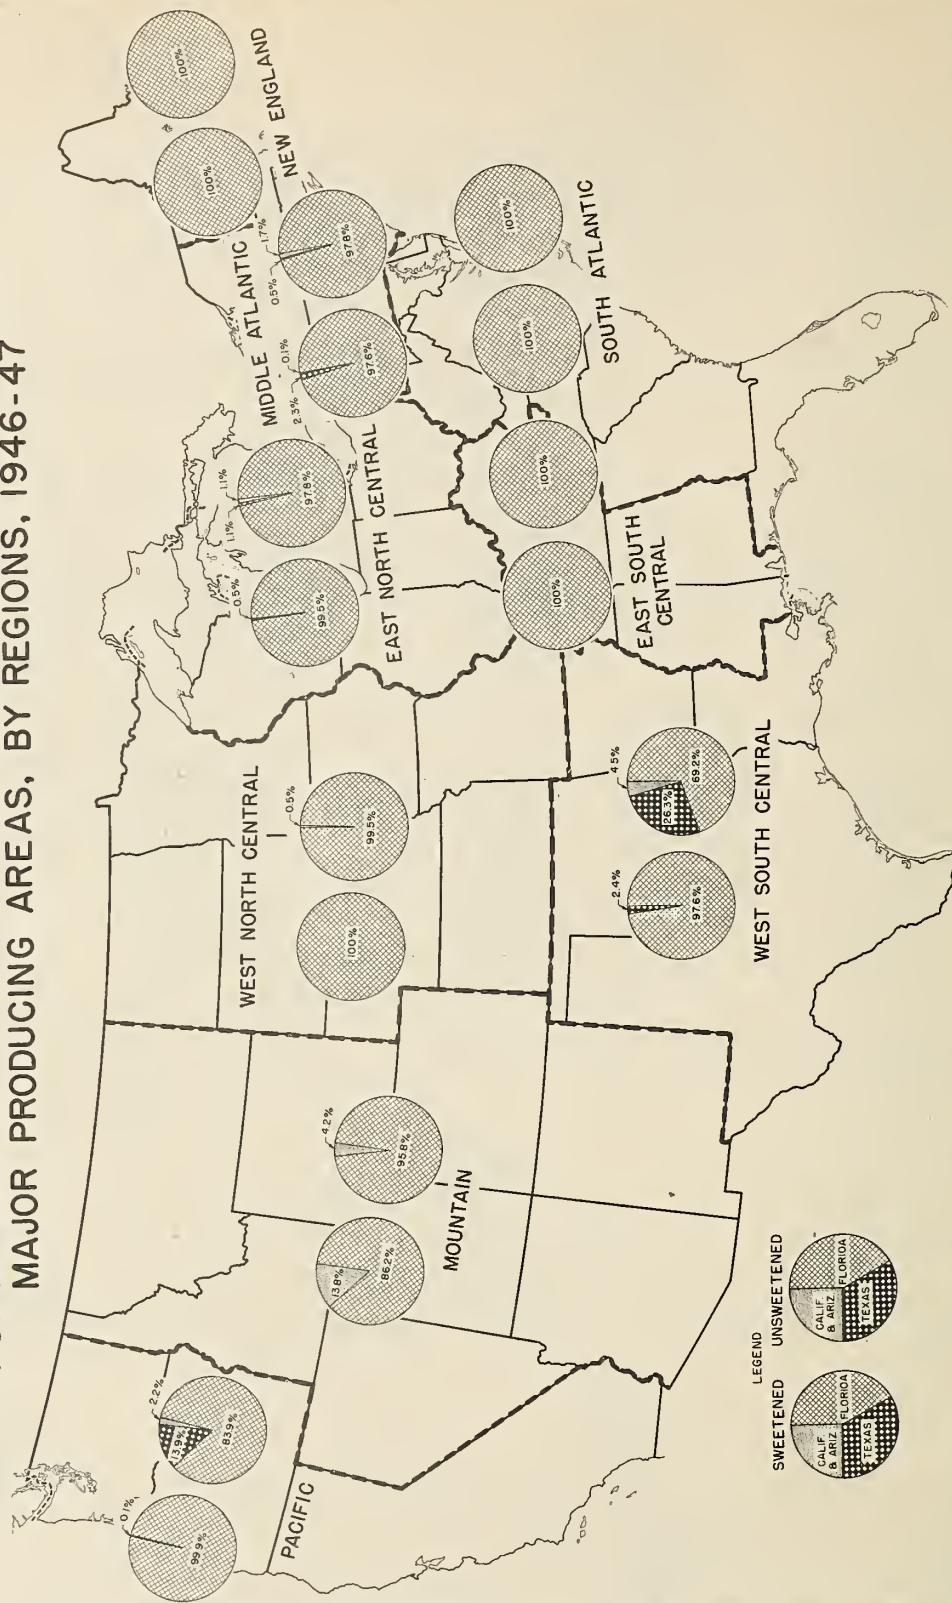 MAJOR PRODUCING AREAS, BY REGIONS, 1946-47
PACIFIC
0.1%
99.9%
2.2%
13.9%
83.9%
MOUNTAIN
13.8%
86.2%
4.2%
95.8%
WEST NORTH CENTRAL
100%
0.5%
99.5%
WEST SOUTH CENTRAL
2.4%
97.6%
4.5%
26.3%
69.2%
EAST NORTH CENTRAL
0.5%
99.5%
1.1%
1.1%
97.8%
EAST SOUTH
CENTRAL
100%
100%
MIDDLE ATLANTIC
2.3%
0.1%
97.6%
0.5%
1.7%
97.8%
SOUTH ATLANTIC
100%
100%
NEW ENGLAND
100%
100%
LEGEND
SWEETENED
CALIF.
& ARIZ.
FLORIDA
TEXAS
UNSWEETENED
CALIF.
& ARIZ.
FLORIDA
TEXAS